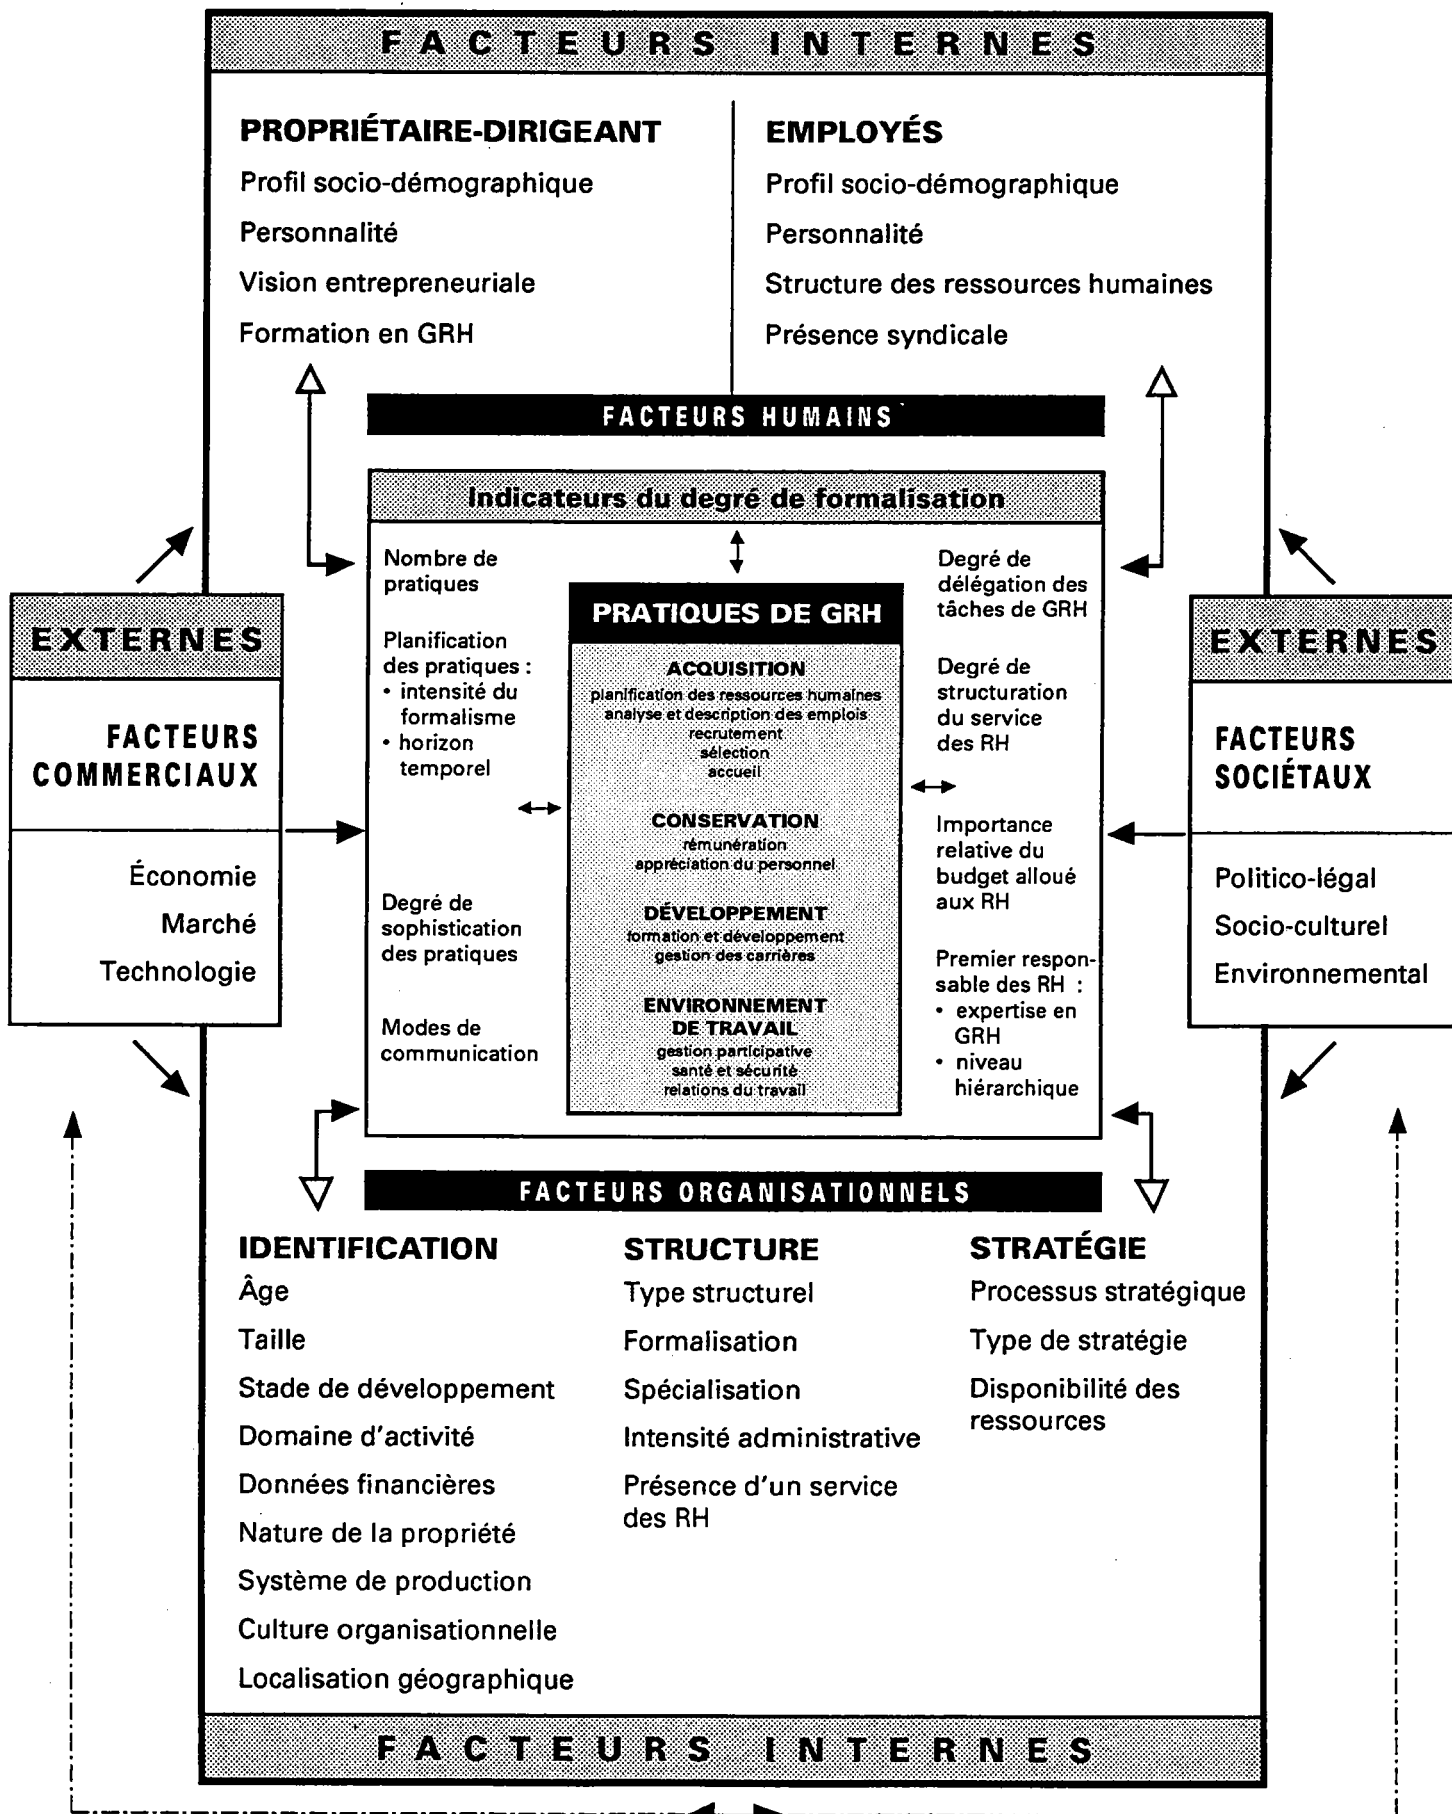 FACTEURS INTERNES
PROPRIÉTAIRE-DIRIGEANT
Profil socio-démographique
Personnalité
Vision entrepreneuriale
Formation en GRH
EMPLOYÉS
Profil socio-démographique
Personnalité
Structure des ressources humaines
Présence syndicale
FACTEURS HUMAINS
EXTERNES
FACTEURS
COMMERCIAUX
Économie
Marché
Technologie
Indicateurs du degré de formalisation
Nombre de
pratiques
Planification
des pratiques :
• intensité du
formalisme
• horizon
temporel
Degré de
sophistication
des pratiques
Modes de
communication
PRATIQUES DE GRH
ACQUISITION
planification des ressources humaines
analyse et description des emplois
recrutement
sélection
accueil
CONSERVATION
rémunération
appréciation du personnel
DÉVELOPPEMENT
formation et développement
gestion des carrières
ENVIRONNEMENT
DE TRAVAIL
gestion participative
santé et sécurité
relations du travail
Degré de
délégation des
tâches de GRH
Degré de
structuration
du service
des RH
Importance
relative du
budget alloué
aux RH
Premier respon-
sable des RH :
• expertise en
GRH
• niveau
hiérarchique
EXTERNES
FACTEURS
SOCIÉTAUX
Politico-légal
Socio-culturel
Environnemental
FACTEURS ORGANISATIONNELS
IDENTIFICATION
Âge
Taille
Stade de développement
Domaine d'activité
Données financières
Nature de la propriété
Système de production
Culture organisationnelle
Localisation géographique
STRUCTURE
Type structurel
Formalisation
Spécialisation
Intensité administrative
Présence d'un service
des RH
STRATÉGIE
Processus stratégique
Type de stratégie
Disponibilité des
ressources
FACTEURS INTERNES